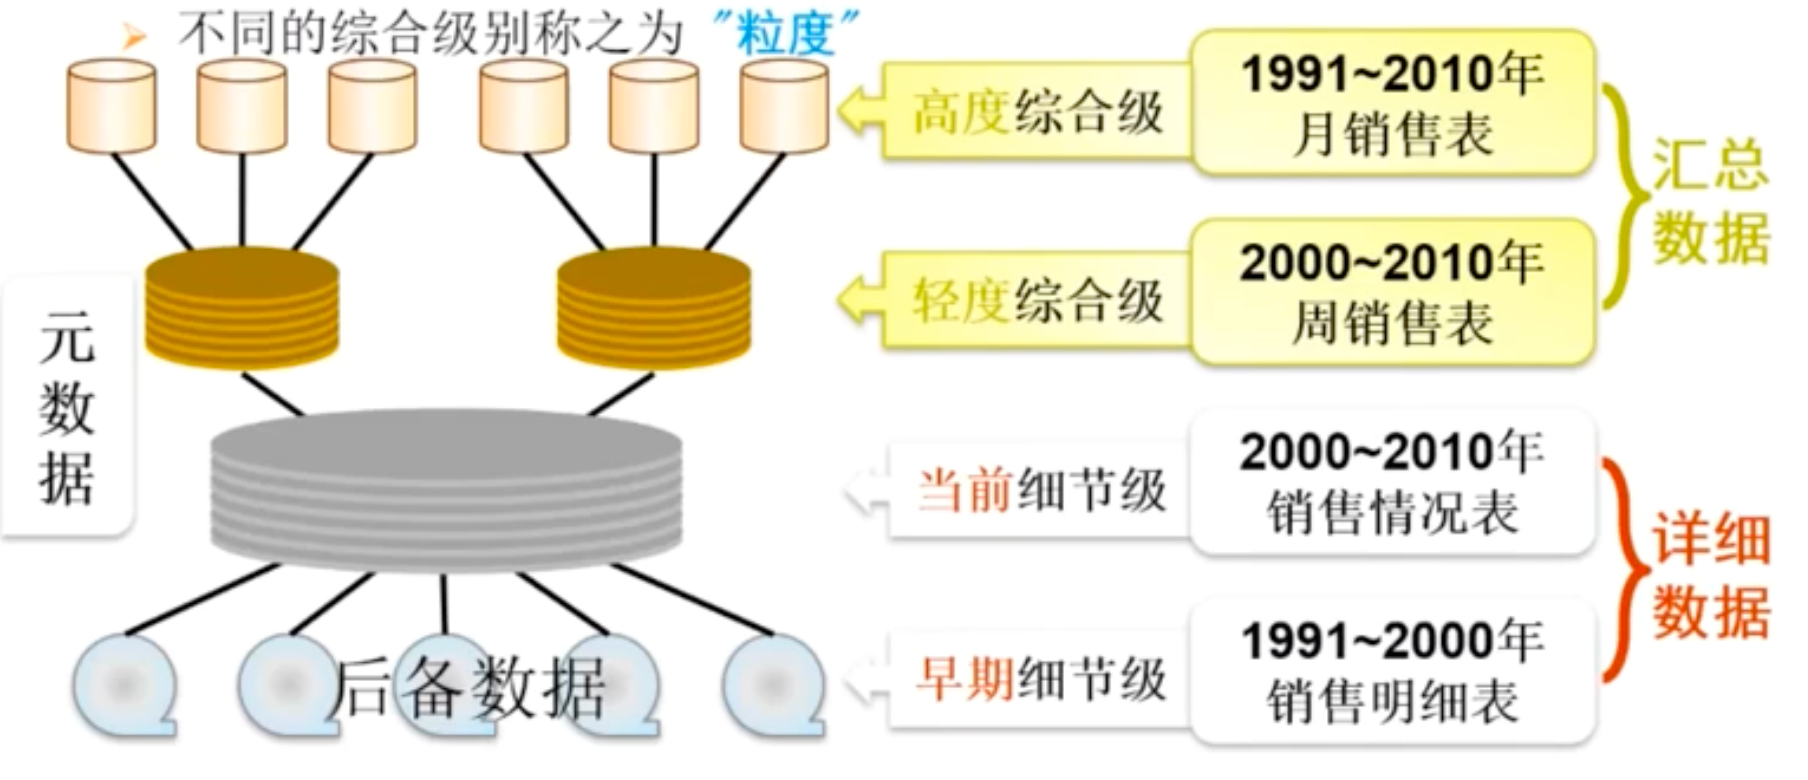 不同的综合级别称之为 "粒度"
高度综合级
1991~2010年
月销售表
轻度综合级
2000~2010年
周销售表
汇总
数据
元
数
据
当前细节级
2000~2010年
销售情况表
后备数据
早期细节级
1991~2000年
销售明细表
详细
数据